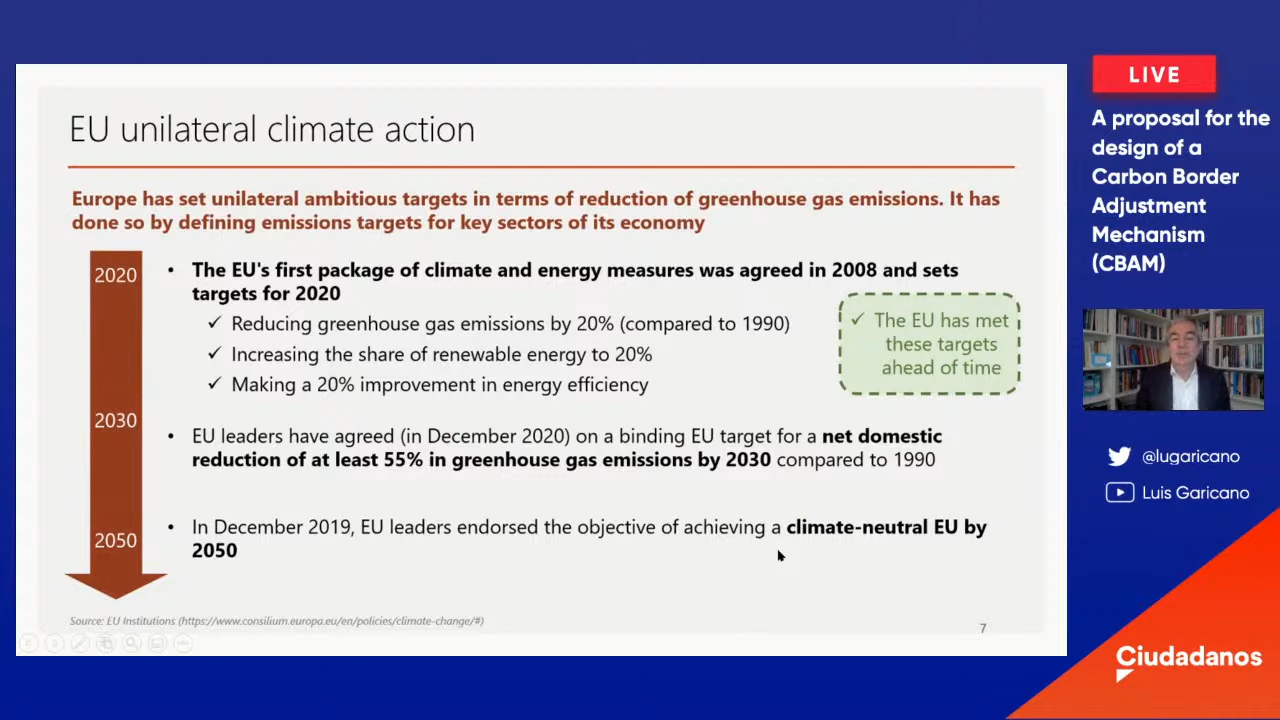 EU unilateral climate action
Europe has set unilateral ambitious targets in terms of reduction of greenhouse gas emissions. It has
done so by defining emissions targets for key sectors of its economy
2020
• The EU's first package of climate and energy measures was agreed in 2008 and sets
targets for 2020
✓ Reducing greenhouse gas emissions by 20% (compared to 1990)
✓ Increasing the share of renewable energy to 20%
✓ Making a 20% improvement in energy efficiency
✓ The EU has met
these targets
ahead of time
2030
• EU leaders have agreed (in December 2020) on a binding EU target for a net domestic
reduction of at least 55% in greenhouse gas emissions by 2030 compared to 1990
2050
• In December 2019, EU leaders endorsed the objective of achieving a climate-neutral EU by
2050
Source: EU Institutions (https://www.consilium.europa.eu/en/policies/climate-change/#)
7
LIVE
A proposal for the
design of a
Carbon Border
Adjustment
Mechanism
(CBAM)
@lugaricano
Luis Garicano
Ciudadanos